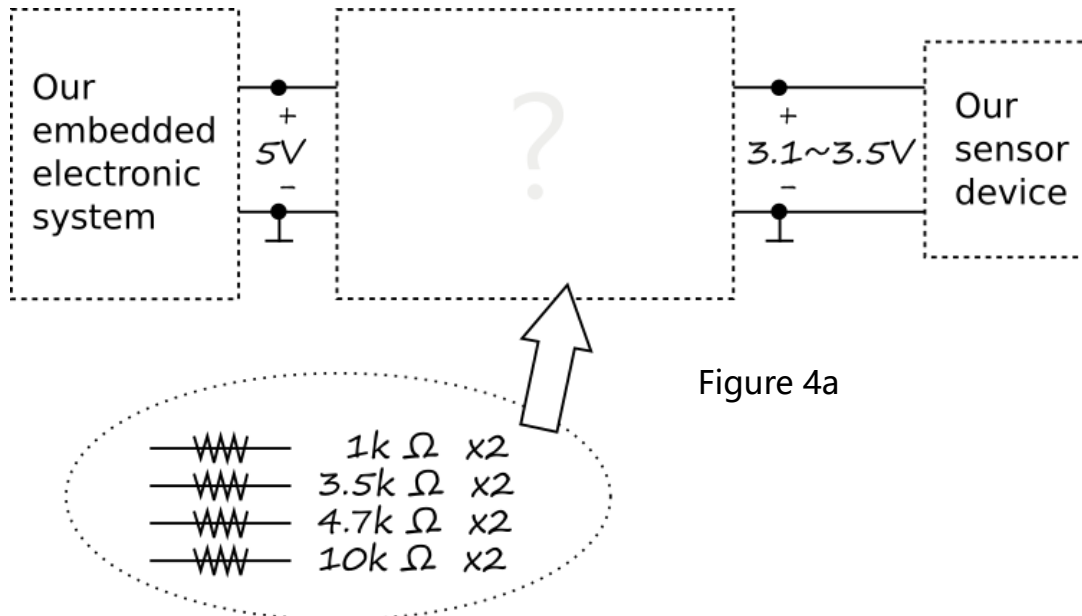 Our
embedded
electronic
system
+
5V
−
?
+
3.1~3.5V
−
Our
sensor
device
Figure 4a
1k Ω x2
3.5k Ω x2
4.7k Ω x2
10k Ω x2